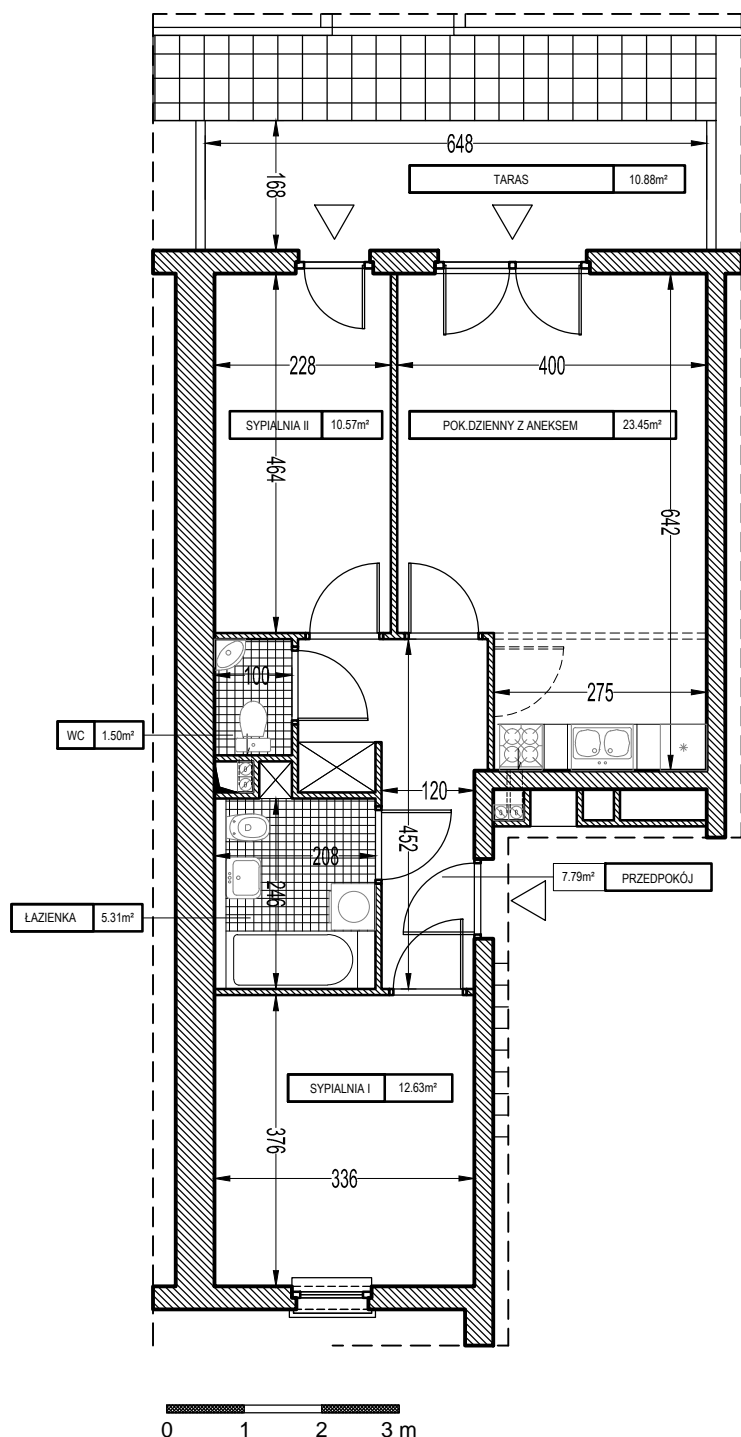 648
168
TARAS 10.88m²
228
400
SYPIALNIA II 10.57m²
POK.DZIENNY Z ANEKSEM 23.45m²
464
642
100
275
WC 1.50m²
120
452
208
246
7.79m² PRZEDPOKÓJ
ŁAZIENKA 5.31m²
SYPIALNIA I 12.63m²
376
336
0 1 2 3 m